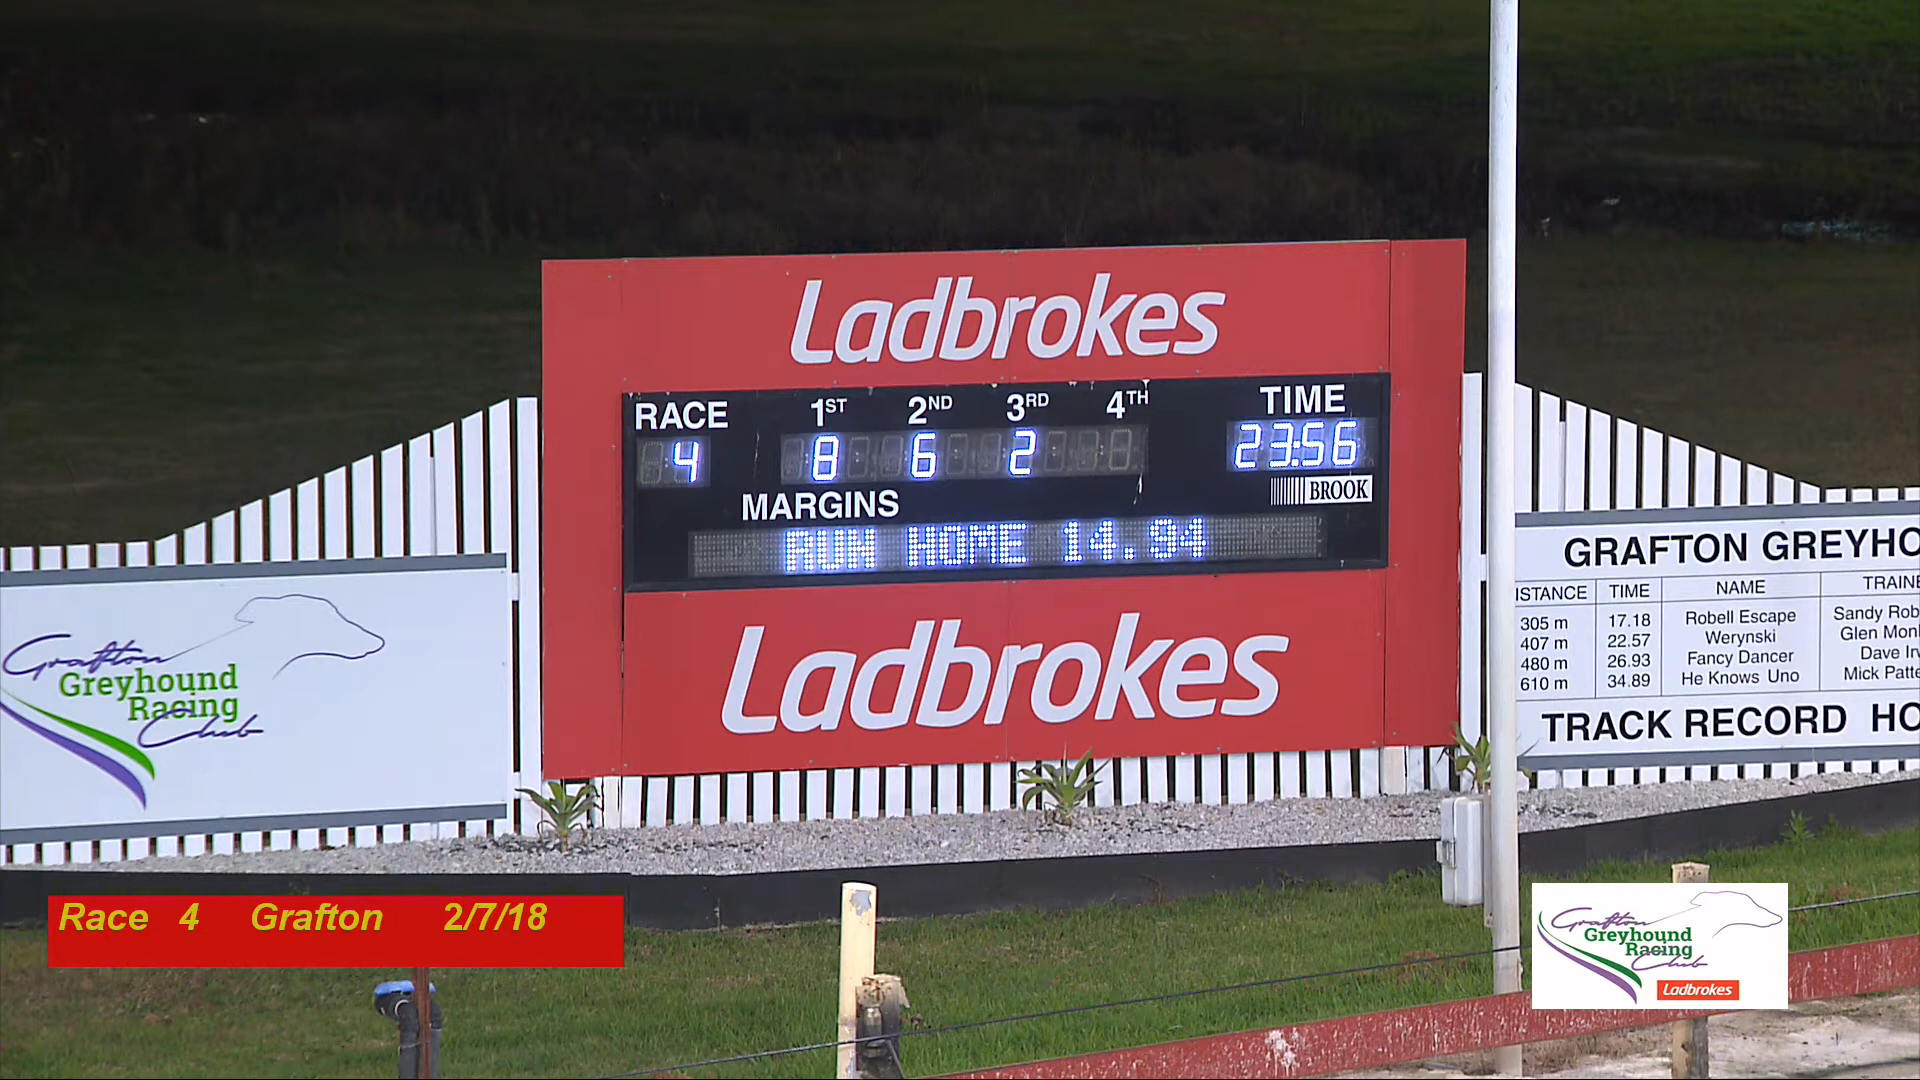 Ladbrokes
RACE 1ST 2ND 3RD 4TH TIME
4 8 6 2 23:56
BROOK
MARGINS
RUN HOME 14.94
Ladbrokes
Grafton
Greyhound
Racing
Club
GRAFTON GREYHO
ISTANCE TIME NAME TRAINE
305 m 17.18 Robell Escape Sandy Rob
407 m 22.57 Werynski Glen Monk
480 m 26.93 Fancy Dancer Dave Irv
610 m 34.89 He Knows Uno Mick Patte
TRACK RECORD HO
Race 4 Grafton 2/7/18
Grafton
Greyhound
Racing
Club
Ladbrokes